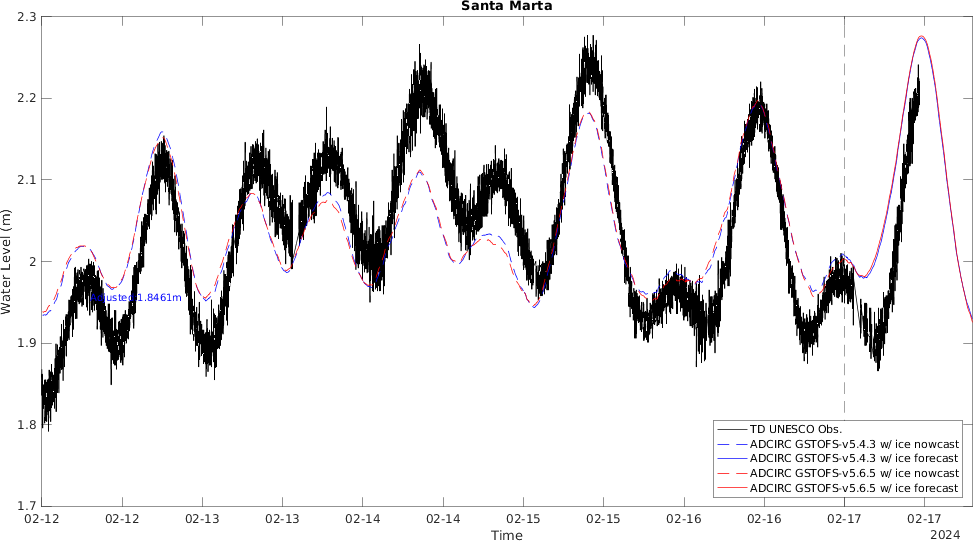 Santa Marta
2.3
2.2
2.1
2
1.9
1.8
1.7
Water Level (m)
Adjusted 1.8461m
TD UNESCO Obs.
ADCIRC GSTOFS-v5.4.3 w/ ice nowcast
ADCIRC GSTOFS-v5.4.3 w/ ice forecast
ADCIRC GSTOFS-v5.6.5 w/ ice nowcast
ADCIRC GSTOFS-v5.6.5 w/ ice forecast
02-12 02-12 02-13 02-13 02-14 02-14 02-15 02-15 02-16 02-16 02-17 02-17
2024
Time